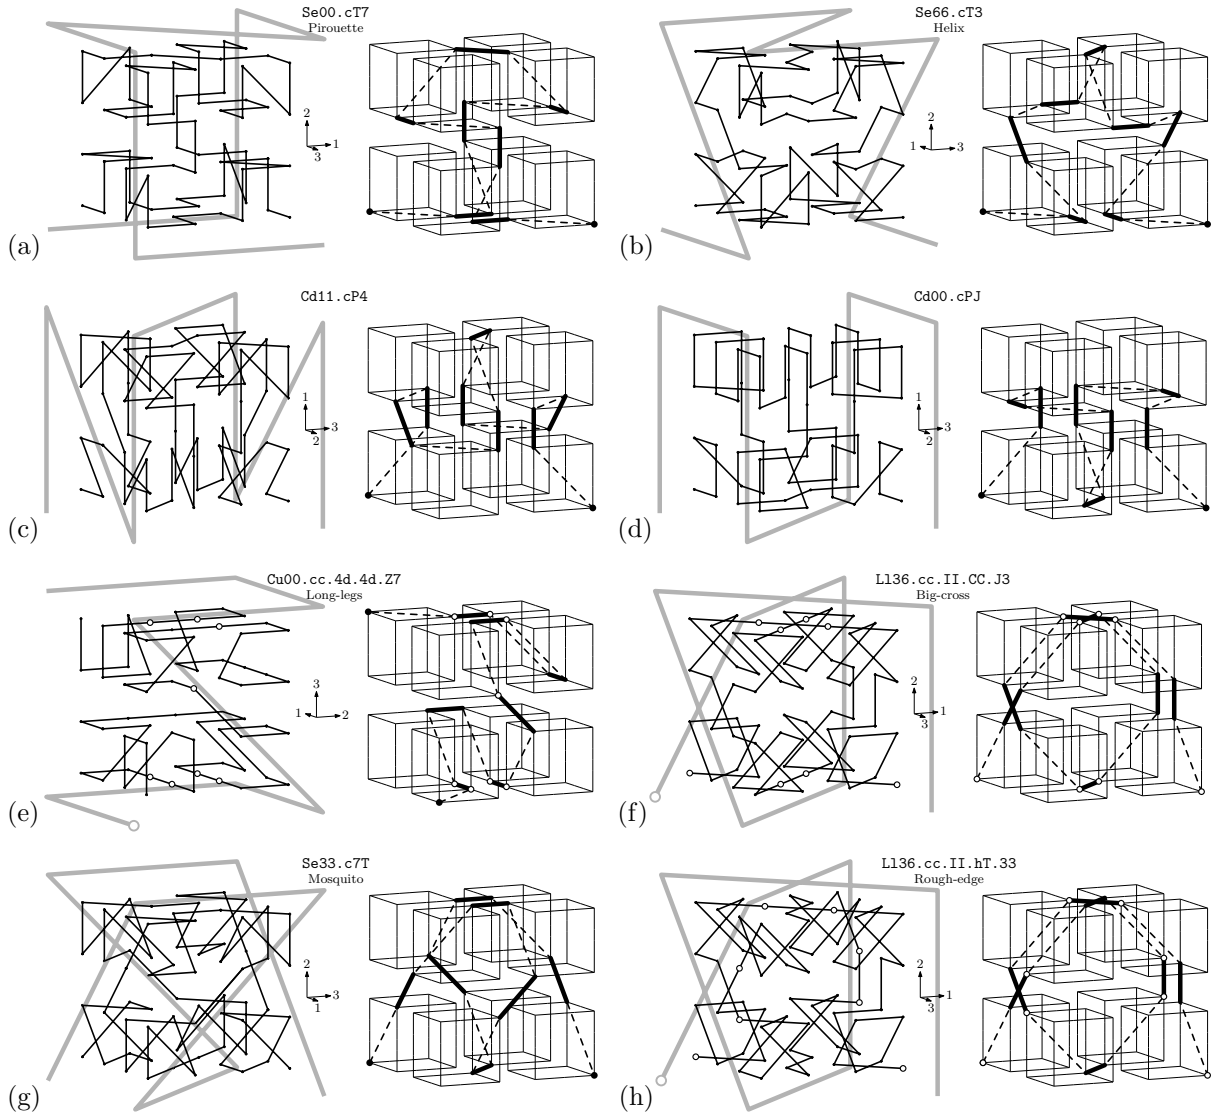 Se00.cT7
Pirouette
2
1
3
(a)
Se66.cT3
Helix
2
1
3
(b)
Cd11.cP4
1
3
2
(c)
Cd00.cPJ
1
3
2
(d)
Cu00.cc.4d.4d.Z7
Long-legs
3
1
2
(e)
Ll36.cc.II.CC.J3
Big-cross
2
1
3
(f)
Se33.c7T
Mosquito
2
3
1
(g)
Ll36.cc.II.hT.33
Rough-edge
2
1
3
(h)